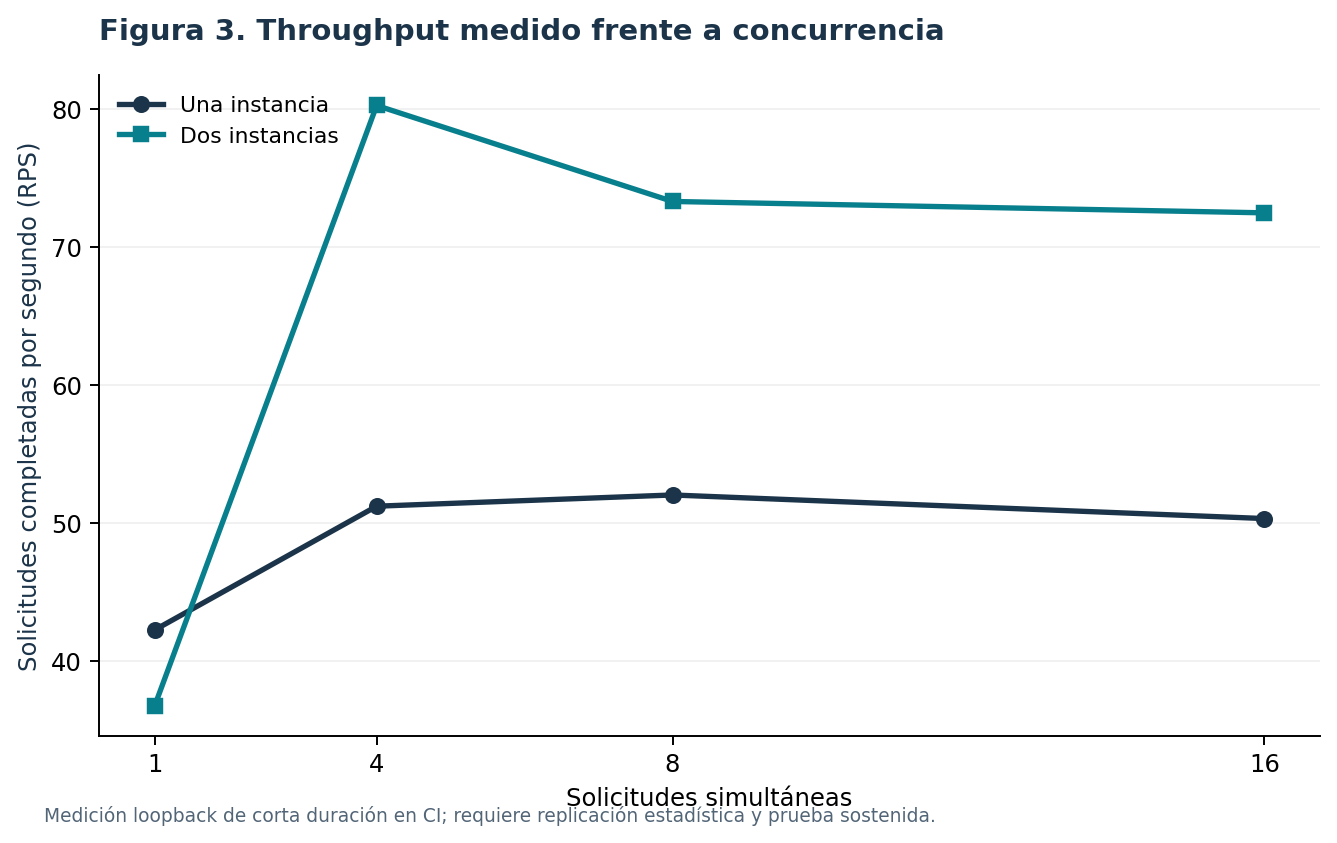 Figura 3. Throughput medido frente a concurrencia
Una instancia
Dos instancias
Solicitudes completadas por segundo (RPS)
80
70
60
50
40
1 4 8 16
Solicitudes simultáneas
Medición loopback de corta duración en CI; requiere replicación estadística y prueba sostenida.